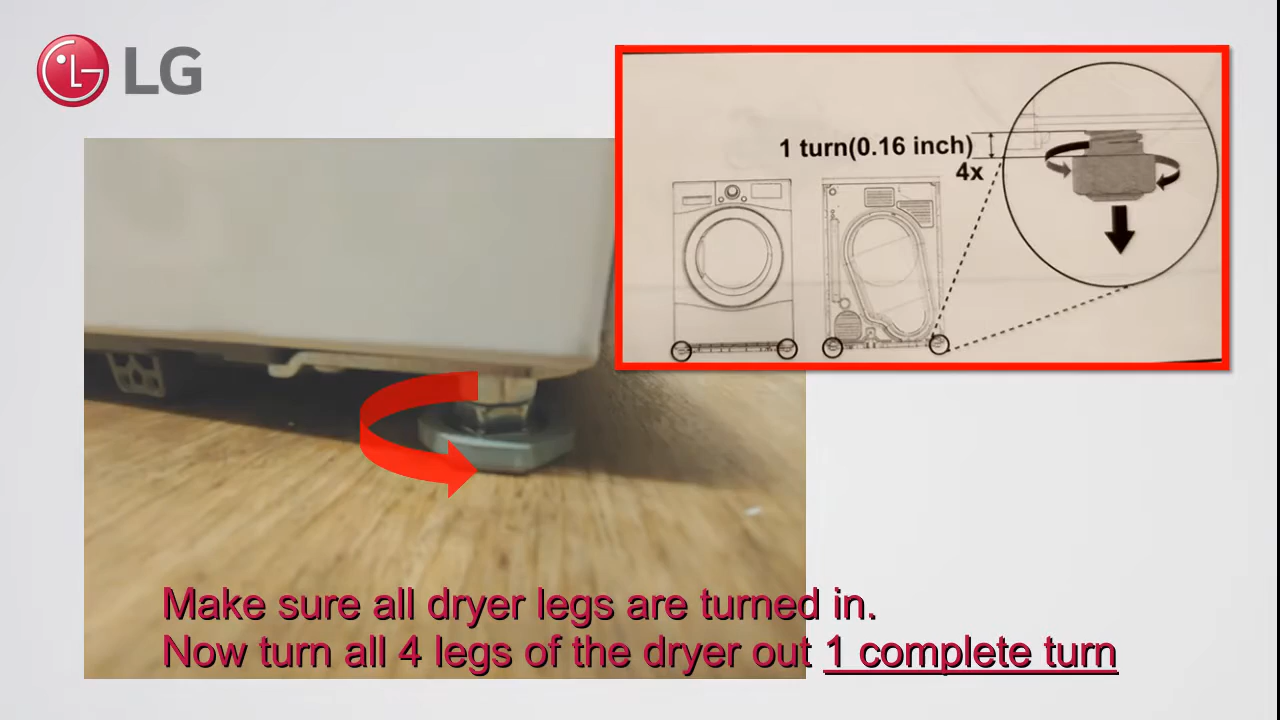 LG
1 turn(0.16 inch)
4x
Make sure all dryer legs are turned in.
Now turn all 4 legs of the dryer out 1 complete turn